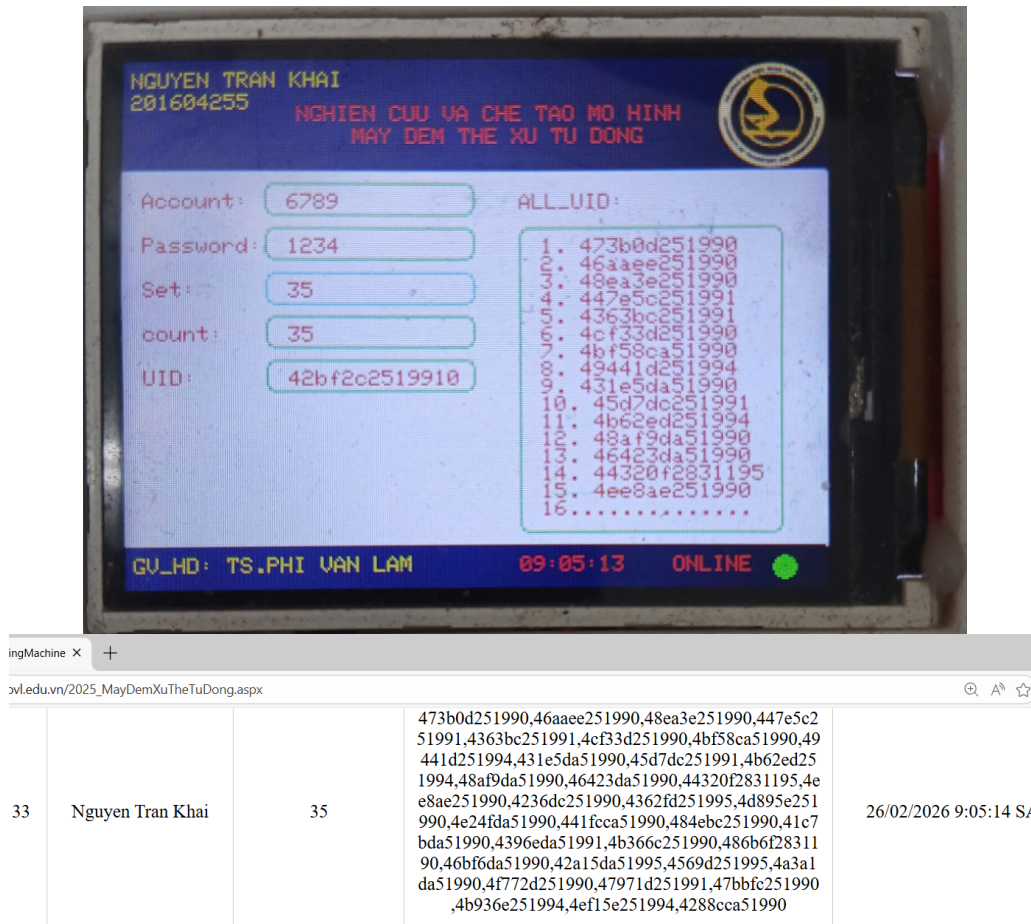 NGUYEN TRAN KHAI
201604255
NGHIEN CUU VA CHE TAO MO HINH
MAY DEM THE XU TU DONG
Account: 6789
Password: 1234
Set: 35
count: 35
UID: 42bf2c2519910
ALL_UID:
1. 473b0d251990
2. 46aaee251990
3. 48ea3e251990
4. 447e5c251991
5. 4363bc251991
6. 4cf33d251990
7. 4bf58ca51990
8. 49441d251994
9. 431e5da51990
10. 45d7dc251991
11. 4b62ed251994
12. 48af9da51990
13. 46423da51990
14. 44320f2831195
15. 4ee8ae251990
16..............
GV_HD: TS.PHI VAN LAM 09:05:13 ONLINE
ingMachine
ovl.edu.vn/2025_MayDemXuTheTuDong.aspx
33 Nguyen Tran Khai 35
473b0d251990,46aaee251990,48ea3e251990,447e5c2
51991,4363bc251991,4cf33d251990,4bf58ca51990,49
441d251994,431e5da51990,45d7dc251991,4b62ed25
1994,48af9da51990,46423da51990,44320f2831195,4e
e8ae251990,4236dc251990,4362fd251995,4d895e251
990,4e24fda51990,441fcca51990,484ebc251990,41c7
bda51990,4396eda51991,4b366c251990,486b6f28311
90,46bf6da51990,42a15da51995,4569d251995,4a3a1
da51990,4f772d251990,47971d251991,47bbfc251990
,4b936e251994,4ef15e251994,4288cca51990
26/02/2026 9:05:14 SA